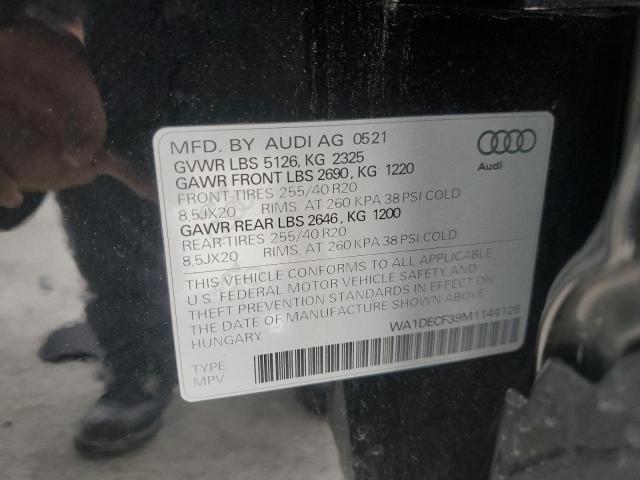 MFD. BY AUDI AG 0521
GVWR LBS 5126, KG 2325
GAWR FRONT LBS 2690, KG 1220
FRONT-TIRES 255/40 R20
8,5JX20 RIMS. AT 260 KPA 38 PSI COLD
GAWR REAR LBS 2646, KG 1200
REAR-TIRES 255/40 R20
8,5JX20 RIMS. AT 260 KPA 38 PSI COLD
Audi
THIS VEHICLE CONFORMS TO ALL APPLICABLE
U.S. FEDERAL MOTOR VEHICLE SAFETY AND
THEFT PREVENTION STANDARDS IN EFFECT ON
THE DATE OF MANUFACTURE SHOWN ABOVE
HUNGARY
WA1DECF39M1144128
TYPE
MPV